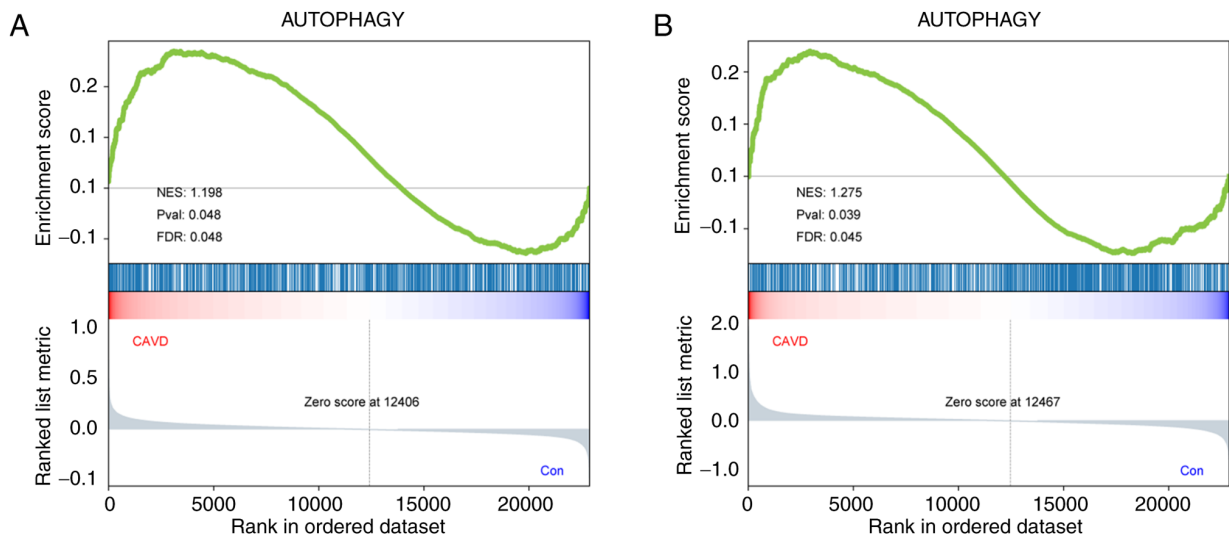 A
AUTOPHAGY
Enrichment score
0.2
0.1
0.1
−0.1
NES: 1.198
Pval: 0.048
FDR: 0.048
Ranked list metric
1.0
0.5
0.0
−0.1
CAVD
Zero score at 12406
Con
0
5000
10000
15000
20000
Rank in ordered dataset
B
AUTOPHAGY
Enrichment score
0.2
0.1
0.1
−0.1
NES: 1.275
Pval: 0.039
FDR: 0.045
Ranked list metric
2.0
1.0
0.0
−1.0
CAVD
Zero score at 12467
Con
0
5000
10000
15000
20000
Rank in ordered dataset